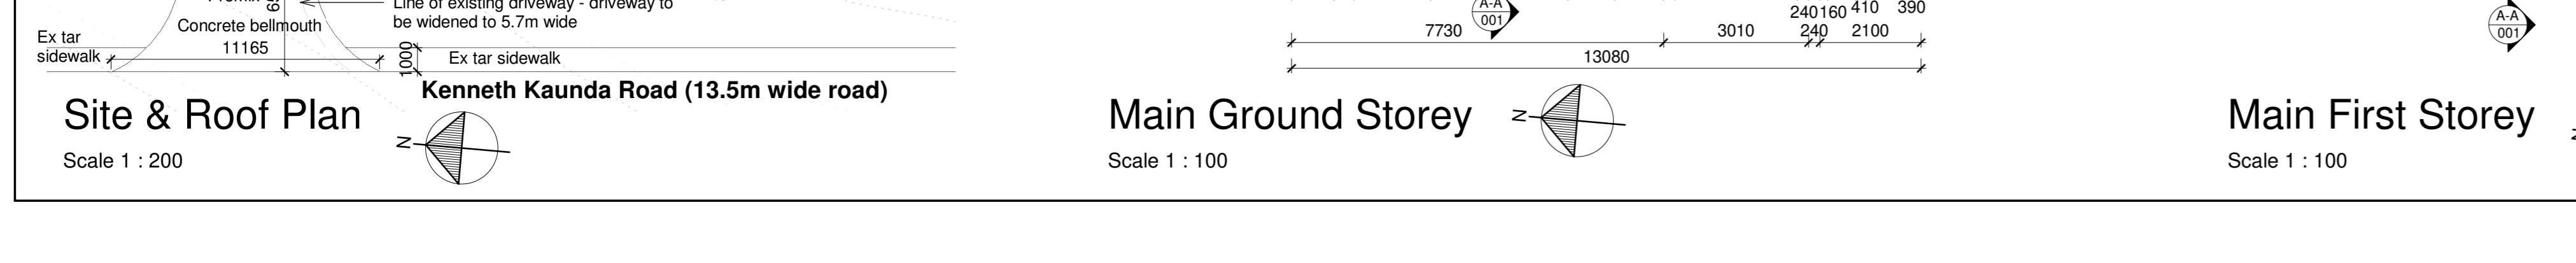 Line of existing driveway - driveway to
be widened to 5.7m wide
Concrete bellmouth
11165
Ex tar
sidewalk
1000
Ex tar sidewalk
Kenneth Kaunda Road (13.5m wide road)
Site & Roof Plan
Scale 1 : 200
N
A-A
001
240 160 410 390
7730 3010 240 2100
13080
Main Ground Storey
Scale 1 : 100
N
A-A
001
Main First Storey
Scale 1 : 100